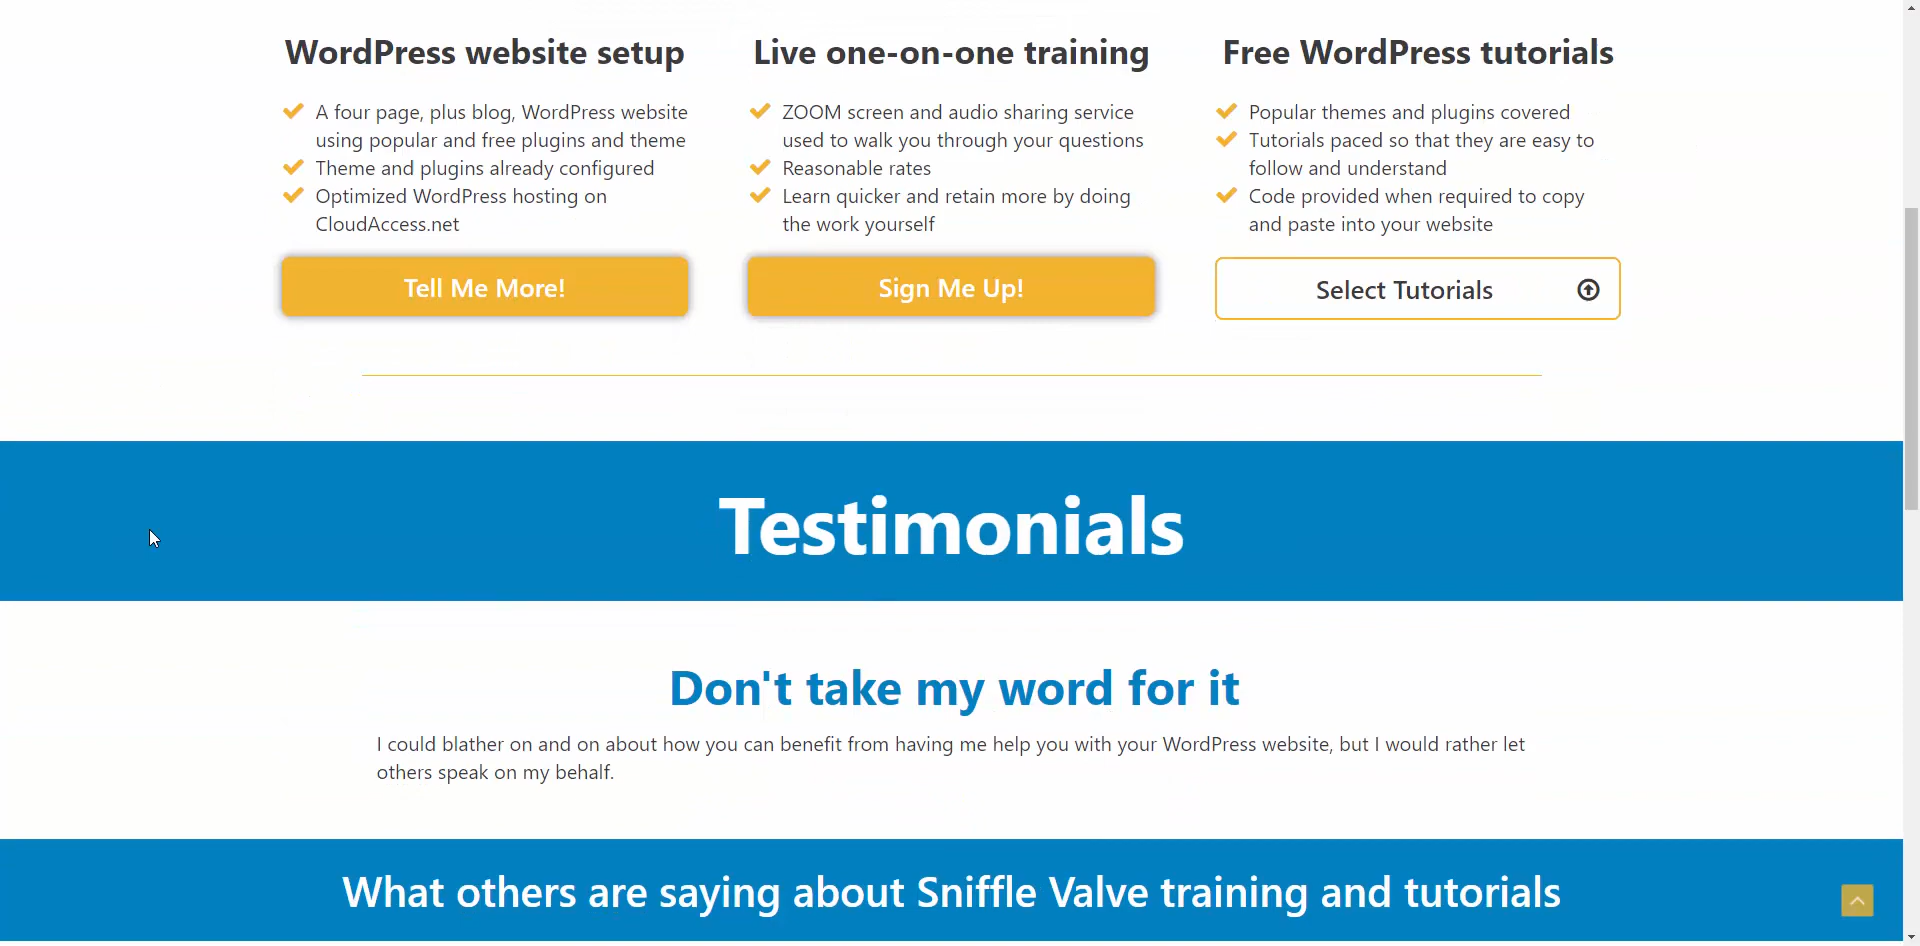 WordPress website setup
A four page, plus blog, WordPress website
using popular and free plugins and theme
Theme and plugins already configured
Optimized WordPress hosting on
CloudAccess.net
Tell Me More!
Live one-on-one training
ZOOM screen and audio sharing service
used to walk you through your questions
Reasonable rates
Learn quicker and retain more by doing
the work yourself
Sign Me Up!
Free WordPress tutorials
Popular themes and plugins covered
Tutorials paced so that they are easy to
follow and understand
Code provided when required to copy
and paste into your website
Select Tutorials
Testimonials
Don't take my word for it
I could blather on and on about how you can benefit from having me help you with your WordPress website, but I would rather let
others speak on my behalf.
What others are saying about Sniffle Valve training and tutorials